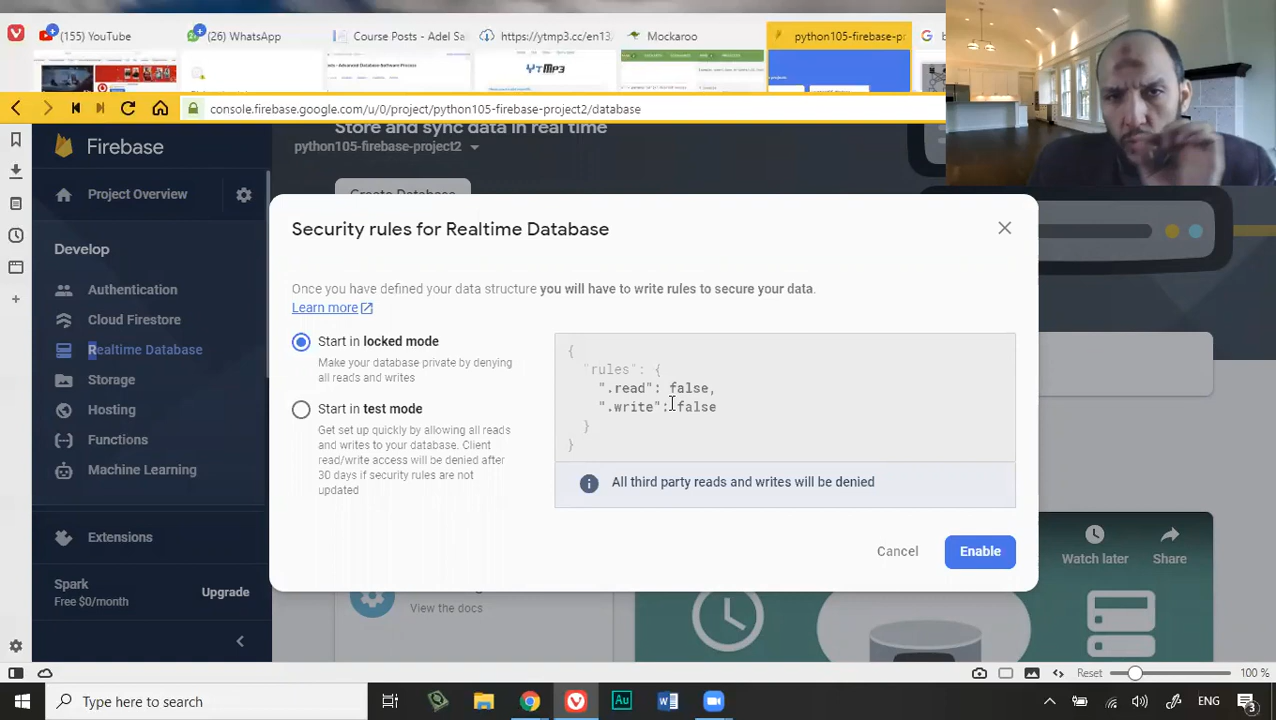 (155) YouTube
(26) WhatsApp
Course Posts - Adel Sa
https://ytmp3.cc/en13/
Mockaroo
python105-firebase-pro
YTMP3
console.firebase.google.com/u/0/project/python105-firebase-project2/database
Firebase
Project Overview
Develop
Authentication
Cloud Firestore
Realtime Database
Storage
Hosting
Functions
Machine Learning
Extensions
Spark
Free $0/month
Upgrade
Store and sync data in real time
python105-firebase-project2
Create Database
Security rules for Realtime Database
Once you have defined your data structure you will have to write rules to secure your data.
Learn more
Start in locked mode
Make your database private by denying
all reads and writes
Start in test mode
Get set up quickly by allowing all reads
and writes to your database. Client
read/write access will be denied after
30 days if security rules are not
updated
{
"rules": {
".read": false,
".write": false
}
}
All third party reads and writes will be denied
Cancel
Enable
View the docs
Watch later
Share
Reset
100 %
Type here to search
Au
ENG
3